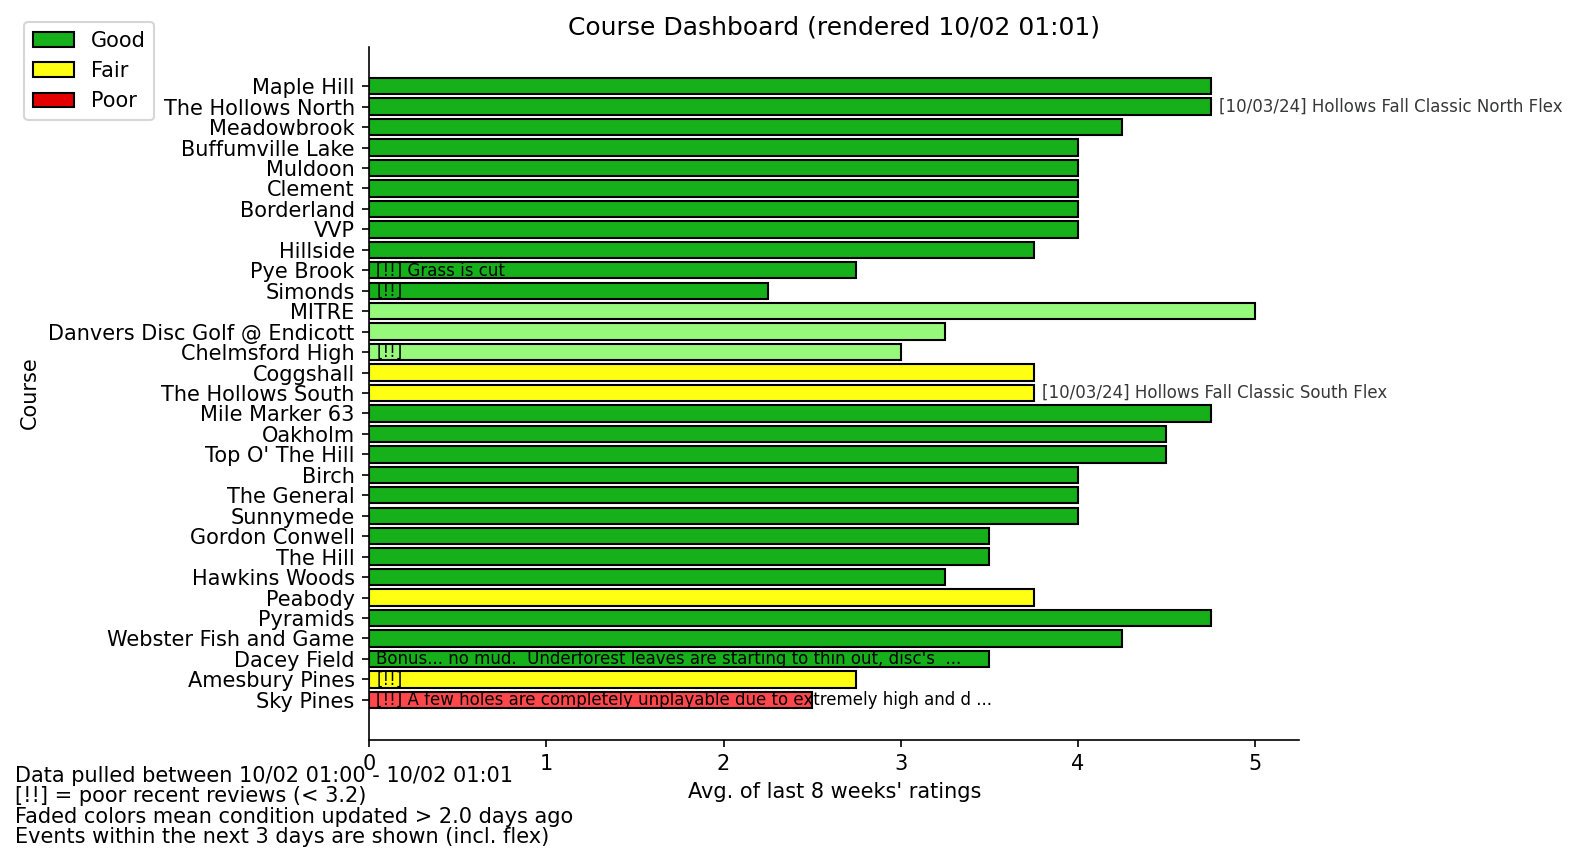 Course Dashboard (rendered 10/02 01:01)
Good
Fair
Poor
Maple Hill
The Hollows North [10/03/24] Hollows Fall Classic North Flex
Meadowbrook
Buffumville Lake
Muldoon
Clement
Borderland
VVP
Hillside
Pye Brook [!!] Grass is cut
Simonds [!!]
MITRE
Danvers Disc Golf @ Endicott
Chelmsford High [!!]
Coggshall
The Hollows South [10/03/24] Hollows Fall Classic South Flex
Mile Marker 63
Oakholm
Top O' The Hill
Birch
The General
Sunnymede
Gordon Conwell
The Hill
Hawkins Woods
Peabody
Pyramids
Webster Fish and Game
Dacey Field Bonus... no mud.  Underforest leaves are starting to thin out, disc's  ...
Amesbury Pines [!!]
Sky Pines [!!] A few holes are completely unplayable due to extremely high and d ...
Course
0 1 2 3 4 5
Avg. of last 8 weeks' ratings
Data pulled between 10/02 01:00 - 10/02 01:01
[!!] = poor recent reviews (< 3.2)
Faded colors mean condition updated > 2.0 days ago
Events within the next 3 days are shown (incl. flex)